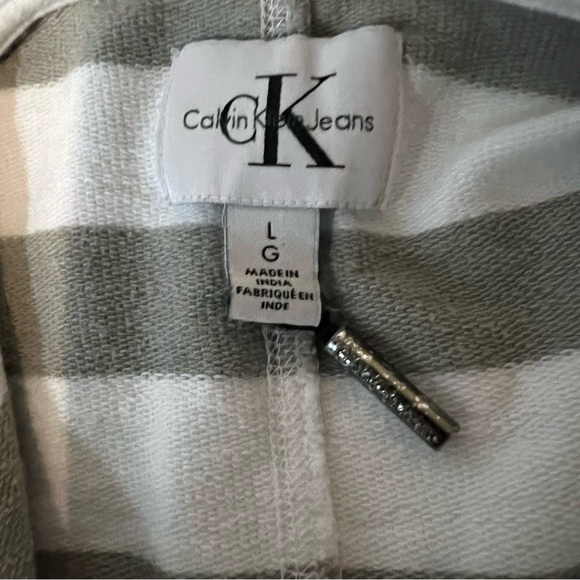 CK
Calvin Klein Jeans
L
G
MADE IN
INDIA
FABRIQUÉ EN
INDE